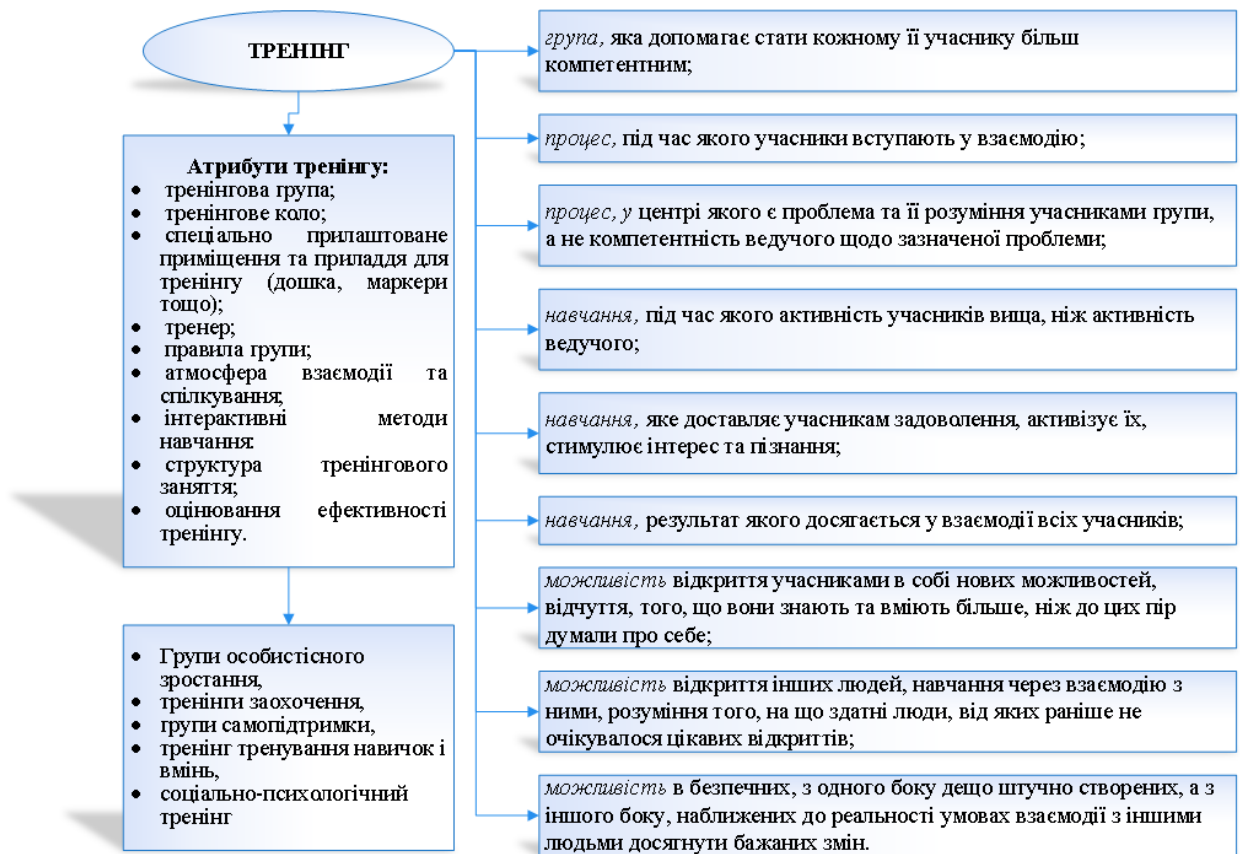 ТРЕНІНГ
Атрибути тренінгу:
• тренінгова група;
• тренінгове коло;
• спеціально прилаштоване
приміщення та приладдя для
тренінгу (дошка, маркери
тощо);
• тренер;
• правила групи;
• атмосфера взаємодії та
спілкування;
• інтерактивні методи
навчання:
• структура тренінгового
заняття;
• оцінювання ефективності
тренінгу.
• Групи особистісного
зростання,
• тренінги заохочення,
• групи самопідтримки,
• тренінг тренування навичок і
вмінь,
• соціально-психологічний
тренінг
група, яка допомагає стати кожному її учаснику більш
компетентним;
процес, під час якого учасники вступають у взаємодію;
процес, у центрі якого є проблема та її розуміння учасниками групи,
а не компетентність ведучого щодо зазначеної проблеми;
навчання, під час якого активність учасників вища, ніж активність
ведучого;
навчання, яке доставляє учасникам задоволення, активізує їх,
стимулює інтерес та пізнання;
навчання, результат якого досягається у взаємодії всіх учасників;
можливість відкриття учасниками в собі нових можливостей,
відчуття, того, що вони знають та вміють більше, ніж до цих пір
думали про себе;
можливість відкриття інших людей, навчання через взаємодію з
ними, розуміння того, на що здатні люди, від яких раніше не
очікувалося цікавих відкриттів;
можливість в безпечних, з одного боку дещо штучно створених, а з
іншого боку, наближених до реальності умовах взаємодії з іншими
людьми досягнути бажаних змін.